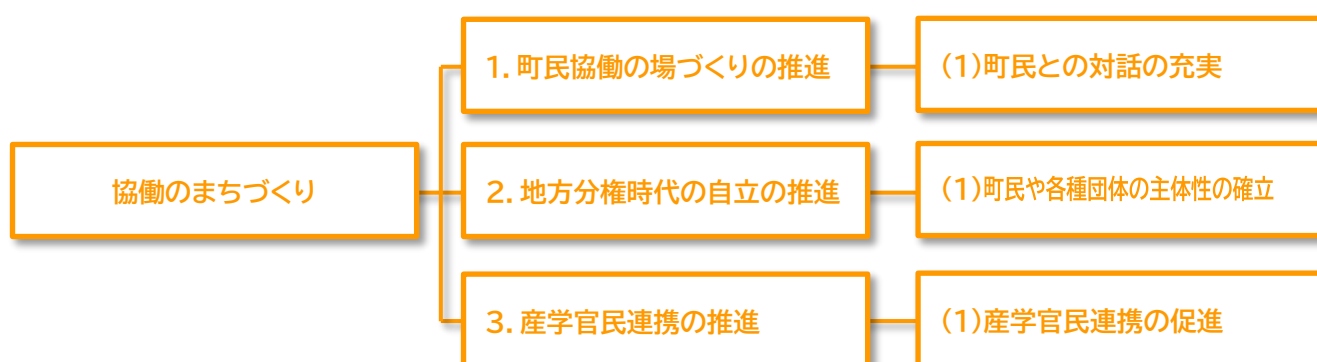 協働のまちづくり
1.町民協働の場づくりの推進
(1)町民との対話の充実
2.地方分権時代の自立の推進
(1)町民や各種団体の主体性の確立
3.産学官民連携の推進
(1)産学官民連携の促進